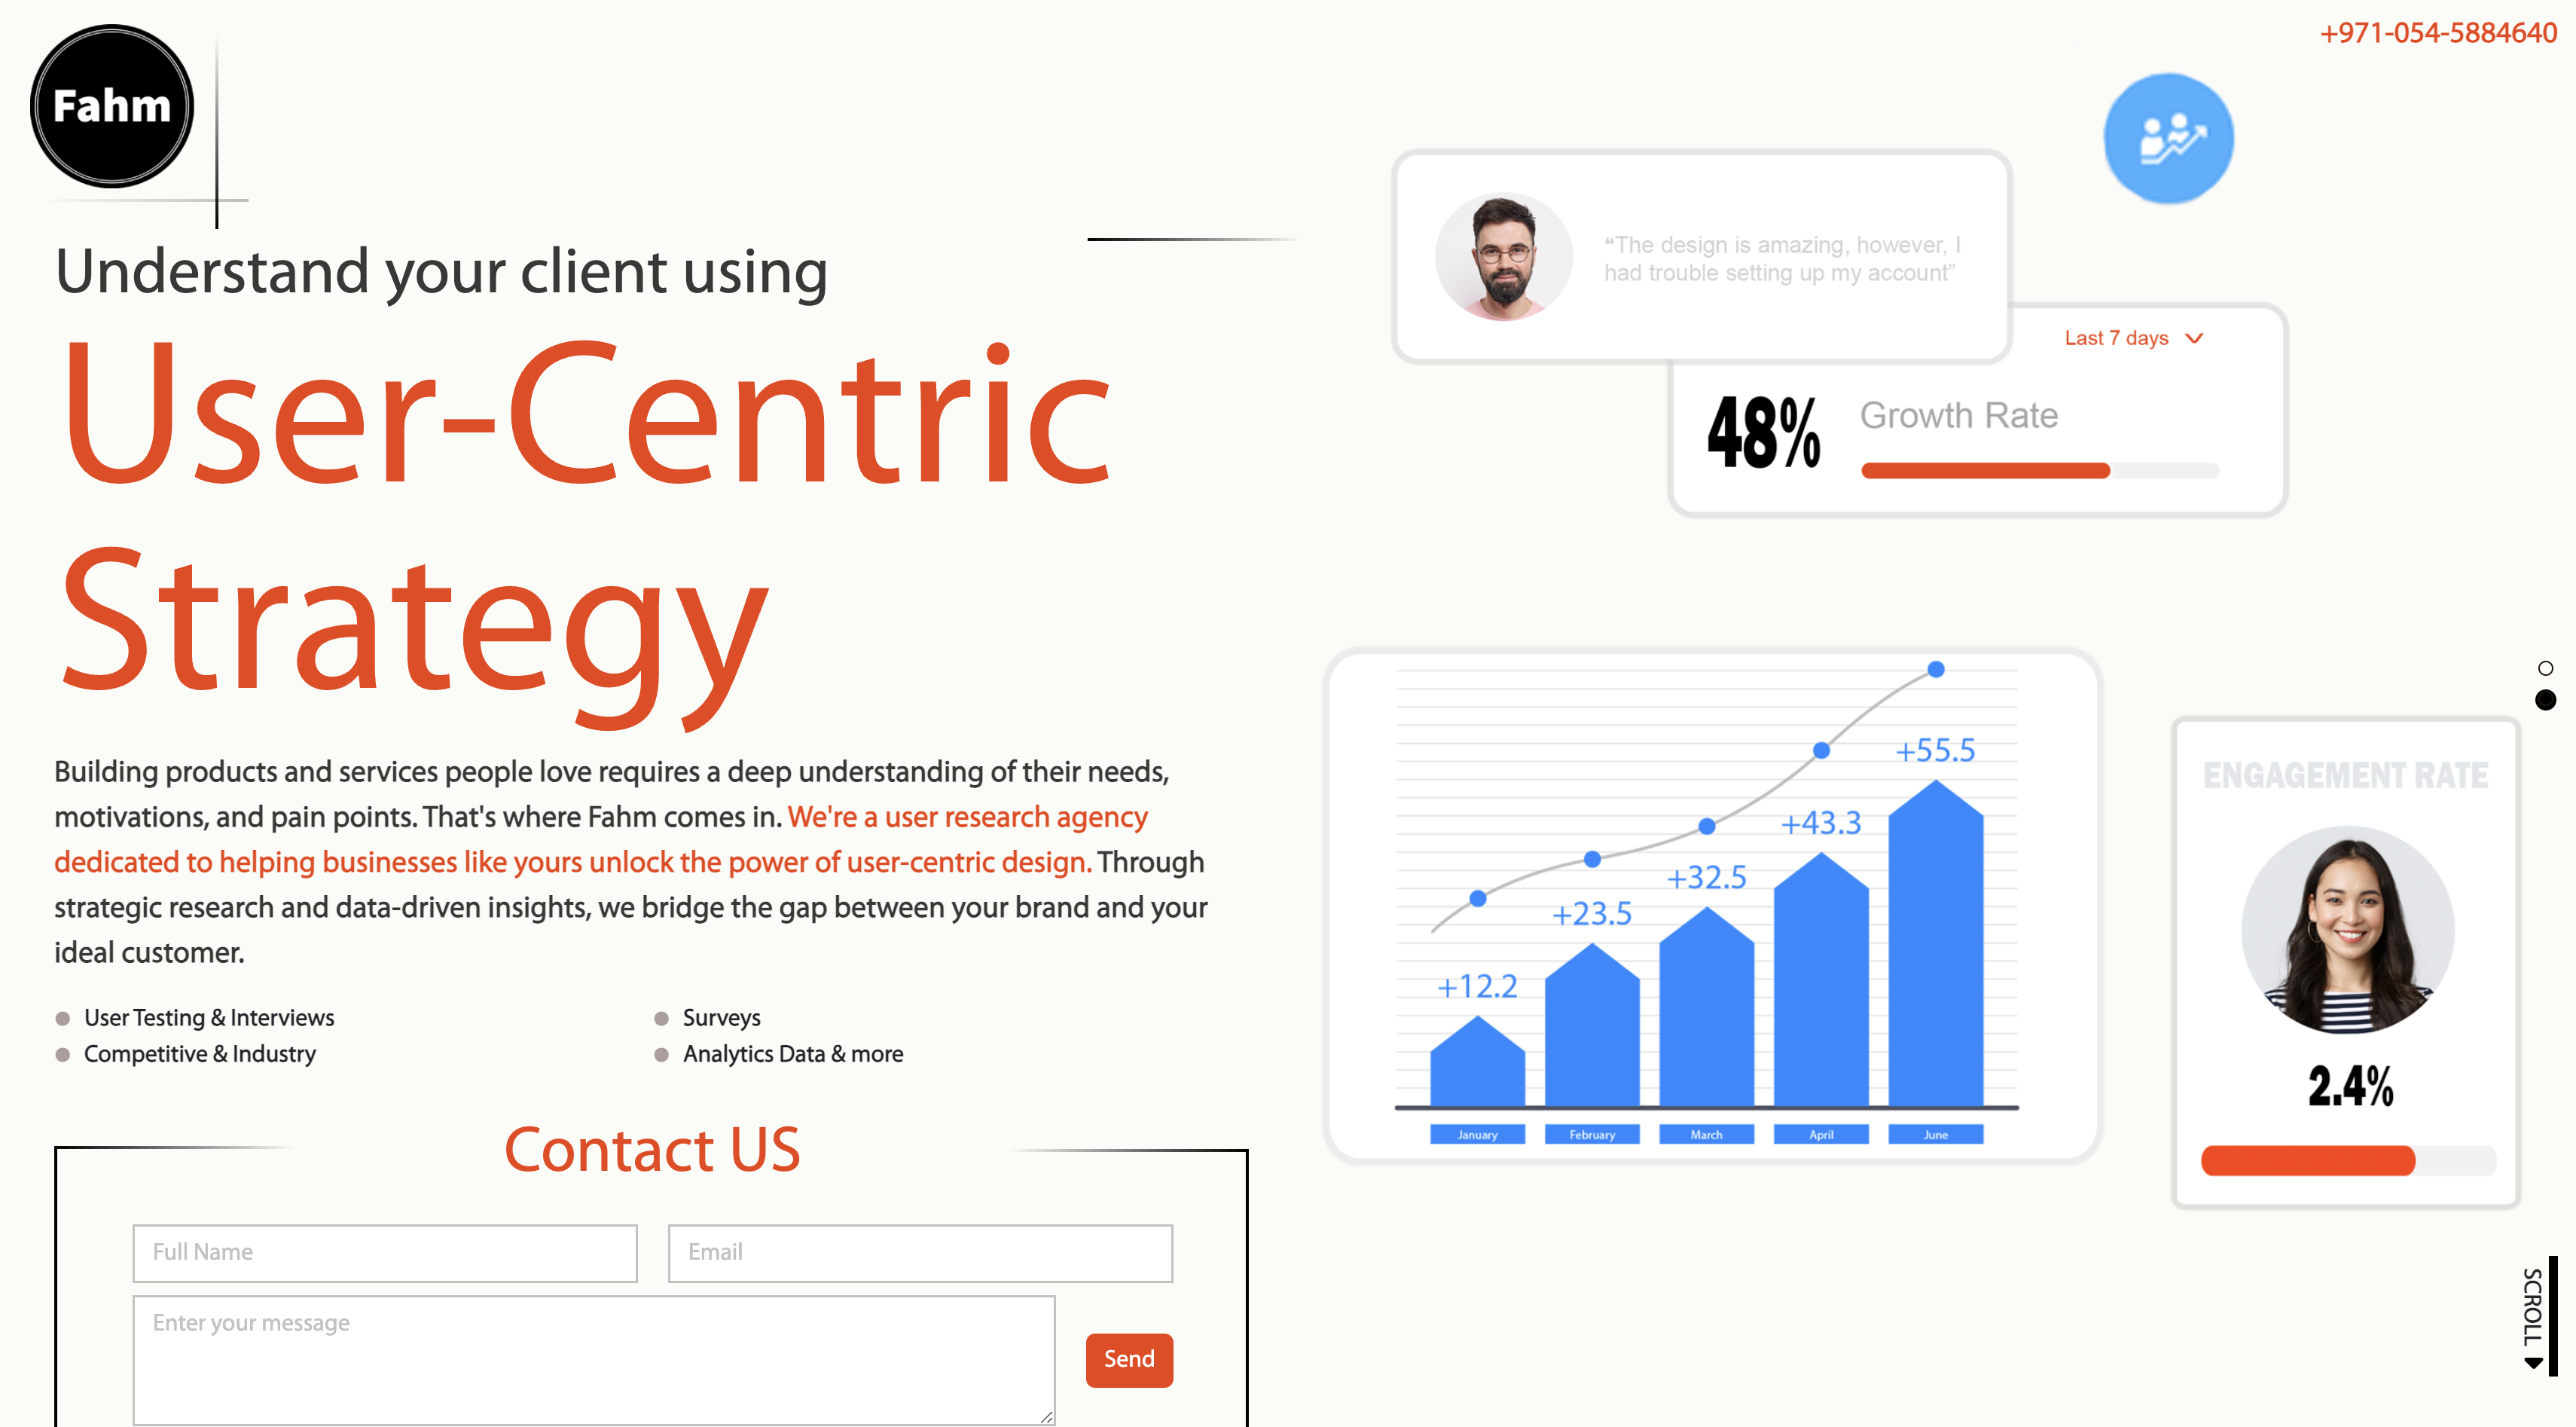 +971-054-5884640
Fahm
Understand your client using
User-Centric
Strategy
Building products and services people love requires a deep understanding of their needs,
motivations, and pain points. That's where Fahm comes in. We're a user research agency
dedicated to helping businesses like yours unlock the power of user-centric design. Through
strategic research and data-driven insights, we bridge the gap between your brand and your
ideal customer.
User Testing & Interviews
Surveys
Competitive & Industry
Analytics Data & more
Contact US
Full Name
Email
Enter your message
Send
“The design is amazing, however, I
had trouble setting up my account”
Last 7 days
48%
Growth Rate
+12.2
+23.5
+32.5
+43.3
+55.5
January
February
March
April
June
ENGAGEMENT RATE
2.4%
SCROLL